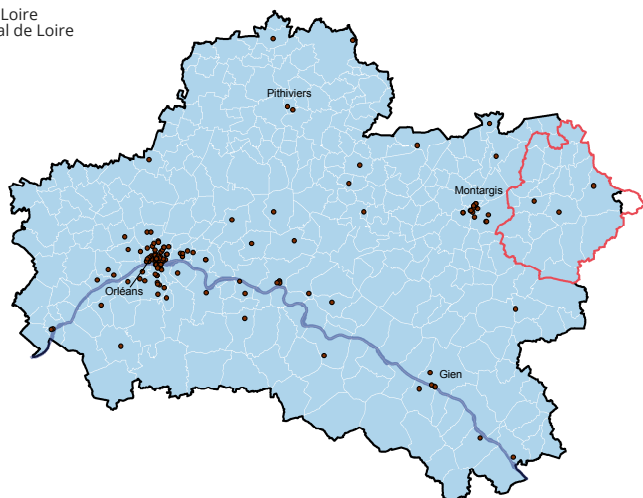 Loire
al de Loire
Pithiviers
Montargis
Orléans
Gien